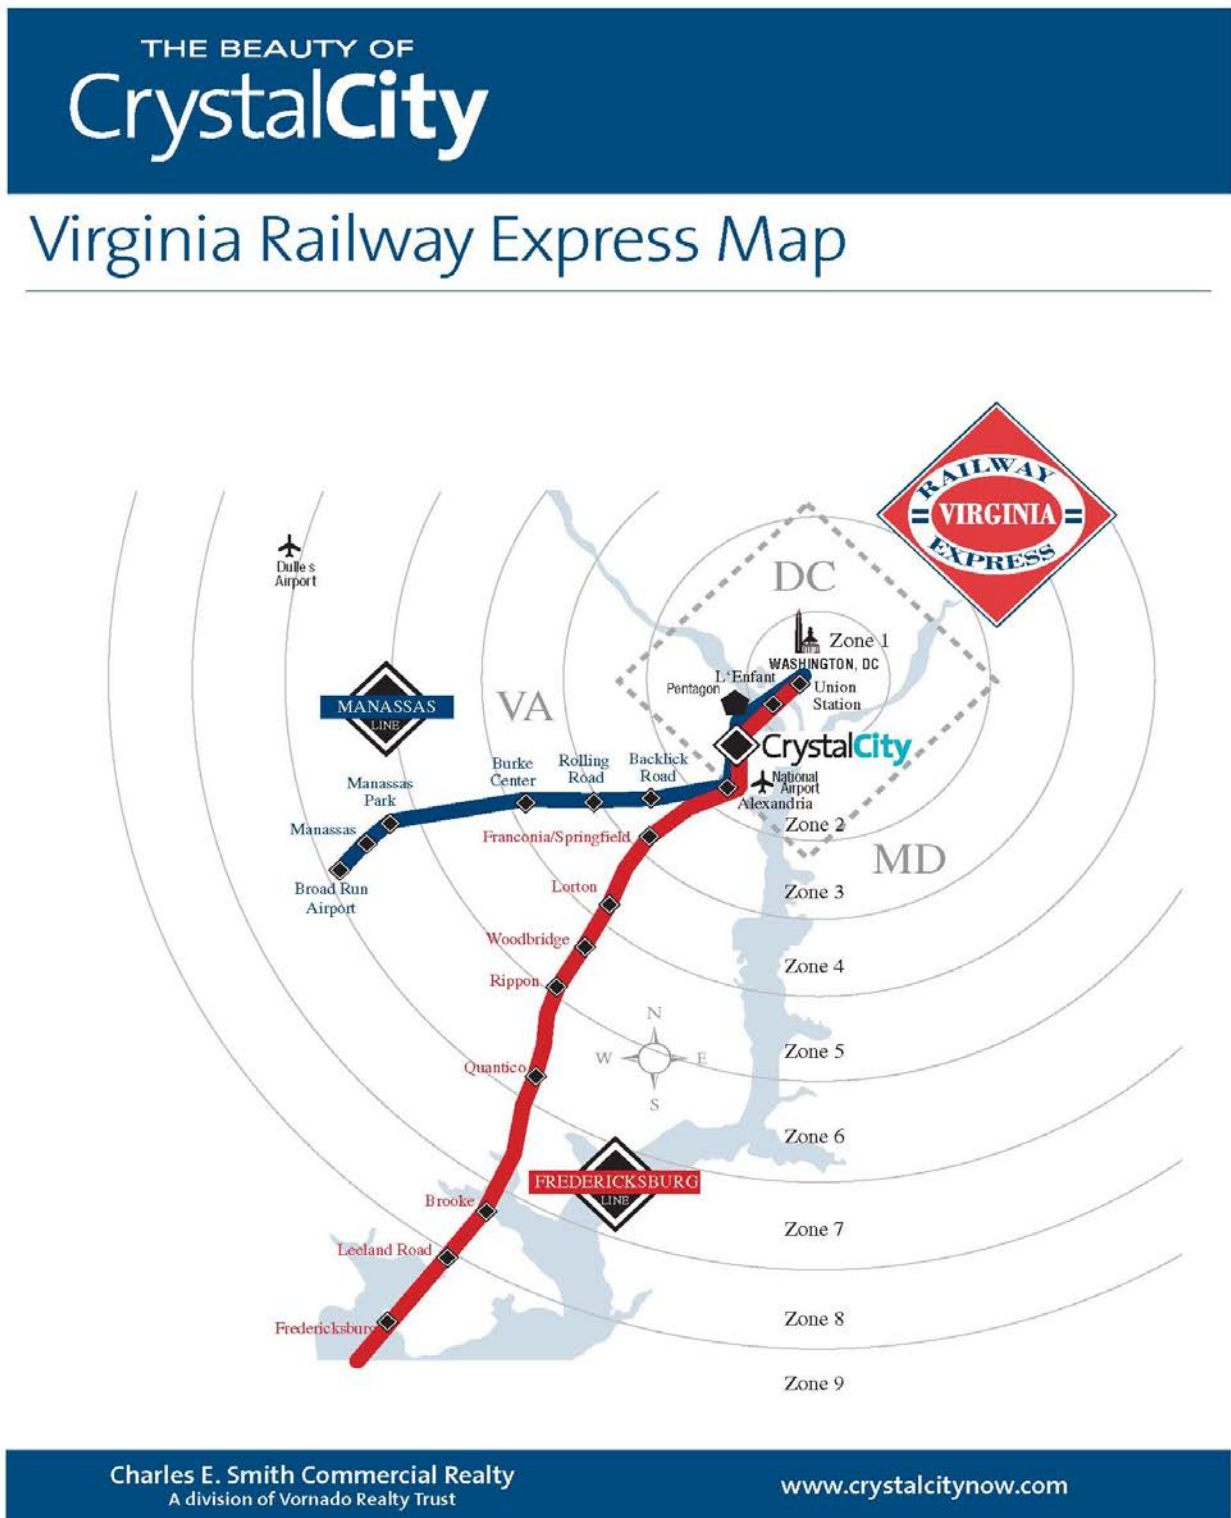 THE BEAUTY OF
CrystalCity
Virginia Railway Express Map
RAILWAY
VIRGINIA
EXPRESS
Dulles
Airport
DC
Zone 1
WASHINGTON, DC
L'Enfant
Pentagon
Union
Station
MANASSAS
LINE
VA
CrystalCity
Burke
Center
Rolling
Road
Backlick
Road
National
Airport
Alexandria
Manassas
Park
Manassas
Broad Run
Airport
Franconia/Springfield
Zone 2
MD
Lorton
Zone 3
Woodbridge
Zone 4
Rippon
N
W
E
S
Zone 5
Quantico
Zone 6
FREDERICKSBURG
LINE
Brooke
Zone 7
Leeland Road
Zone 8
Fredericksburg
Zone 9
Charles E. Smith Commercial Realty
A division of Vornado Realty Trust
www.crystalcitynow.com